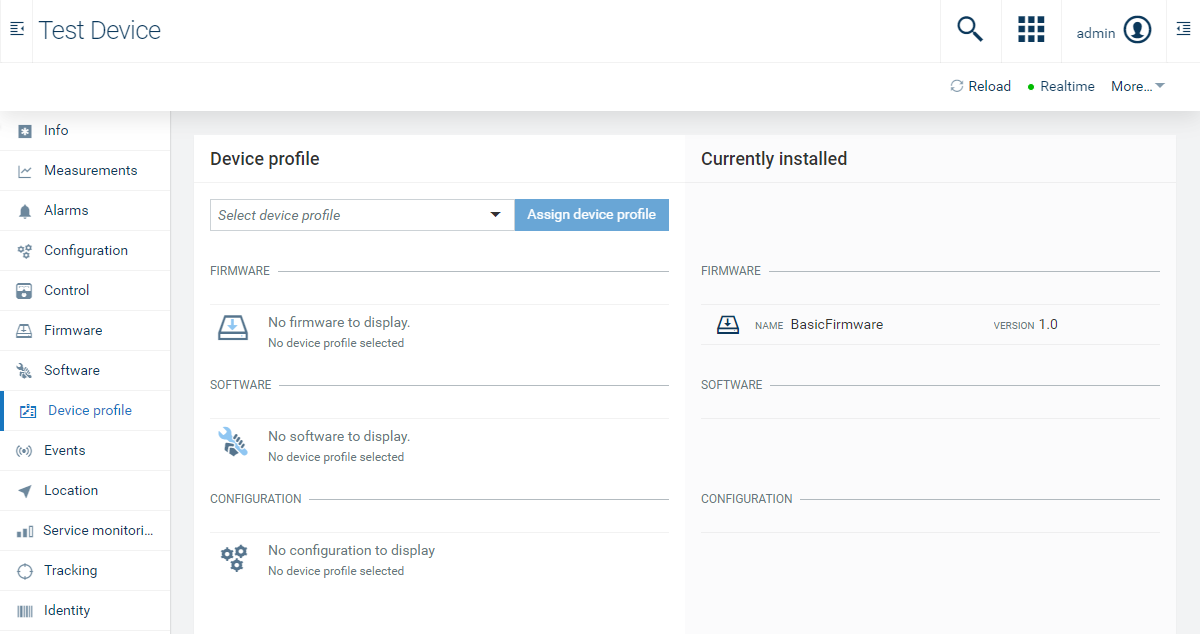 Test Device
admin
Reload
Realtime
More...
Info
Measurements
Alarms
Configuration
Control
Firmware
Software
Device profile
Events
Location
Service monitori...
Tracking
Identity
Device profile
Select device profile
Assign device profile
FIRMWARE
No firmware to display.
No device profile selected
SOFTWARE
No software to display.
No device profile selected
CONFIGURATION
No configuration to display
No device profile selected
Currently installed
FIRMWARE
NAME BasicFirmware VERSION 1.0
SOFTWARE
CONFIGURATION